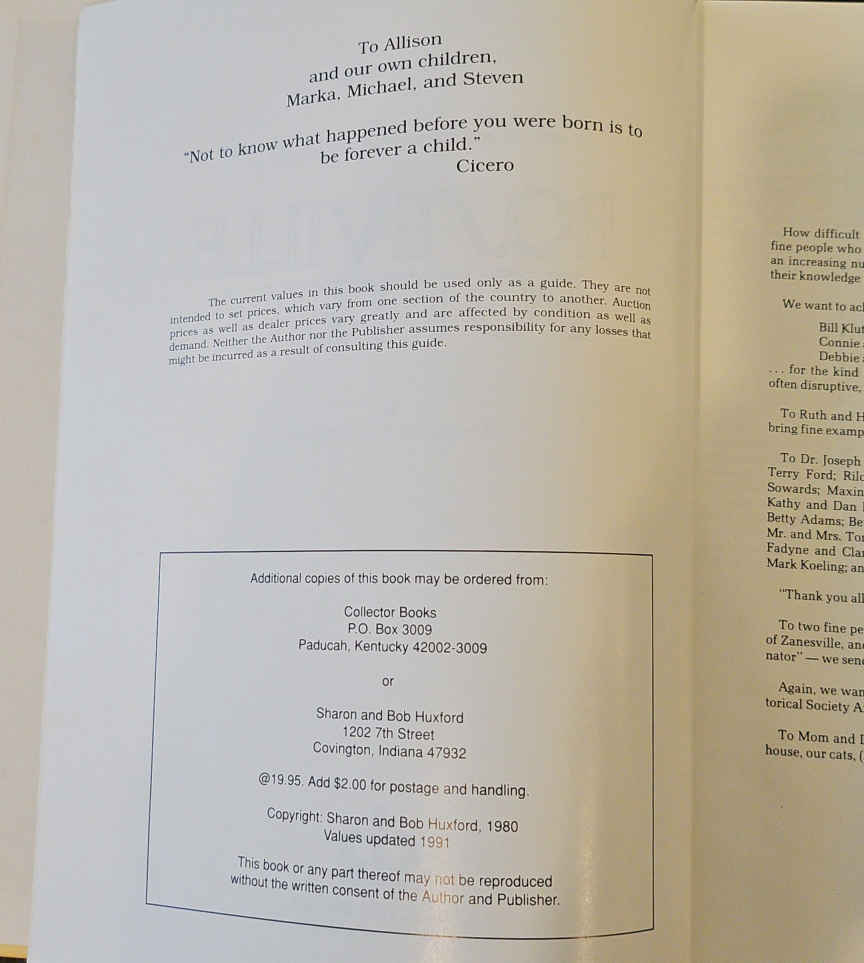 To Allison
and our own children,
Marka, Michael, and Steven
“Not to know what happened before you were born is to
be forever a child.”
Cicero
The current values in this book should be used only as a guide. They are not
intended to set prices, which vary from one section of the country to another. Auction
prices as well as dealer prices vary greatly and are affected by condition as well as
demand. Neither the Author nor the Publisher assumes responsibility for any losses that
might be incurred as a result of consulting this guide.
Additional copies of this book may be ordered from:
Collector Books
P.O. Box 3009
Paducah, Kentucky 42002-3009
or
Sharon and Bob Huxford
1202 7th Street
Covington, Indiana 47932
@19.95. Add $2.00 for postage and handling.
Copyright: Sharon and Bob Huxford, 1980
Values updated 1991
This book or any part thereof may not be reproduced
without the written consent of the Author and Publisher.
How difficult
fine people who
an increasing nu
their knowledge
We want to ac
Bill Klu
Connie
Debbie
... for the kind
often disruptive,
To Ruth and H
bring fine examp
To Dr. Joseph
Terry Ford; Ril
Sowards; Maxin
Kathy and Dan
Betty Adams; Be
Mr. and Mrs. To
Fadyne and Cla
Mark Koeling; an
"Thank you all
To two fine pe
of Zanesville, an
nator" — we sen
Again, we wan
torical Society A
To Mom and D
house, our cats, (